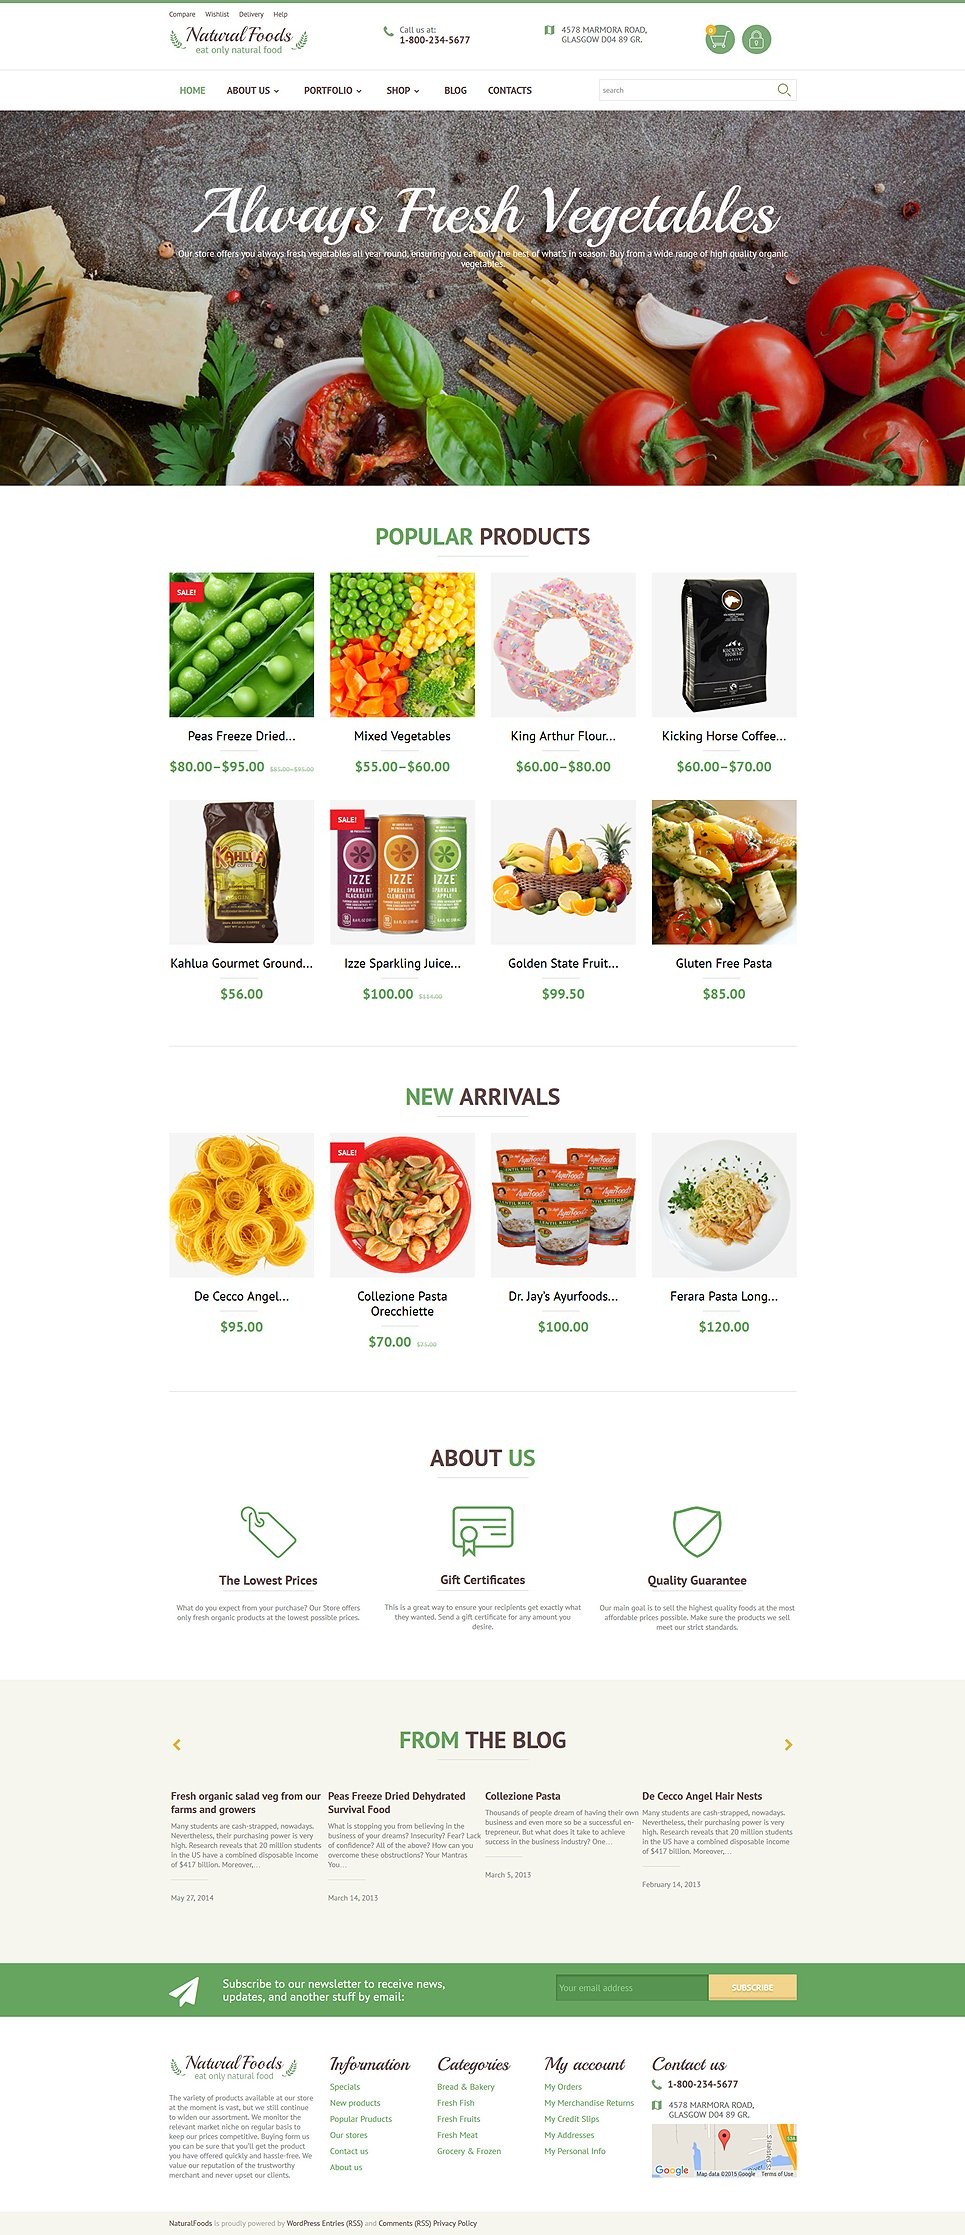 Compare Wishlist Delivery Help
Natural Foods
eat only natural food
Call us at:
1-800-234-5677
4578 MARMORA ROAD,
GLASGOW D04 89 GR.
HOME ABOUT US PORTFOLIO SHOP BLOG CONTACTS
search
Always Fresh Vegetables
Our store offers you always fresh vegetables all year round, ensuring you eat only the best of what's in season. Buy from a wide range of high quality organic
vegetables.
POPULAR PRODUCTS
SALE!
KICKING
HORSE
COFFEE
Peas Freeze Dried... Mixed Vegetables King Arthur Flour... Kicking Horse Coffee...
$80.00–$95.00 $85.00–$95.00 $55.00–$60.00 $60.00–$80.00 $60.00–$70.00
KAHLUA
SALE!
IZZE IZZE IZZE
SPARKLING SPARKLING SPARKLING
BLACKBERRY CLEMENTINE APPLE
Kahlua Gourmet Ground... Izze Sparkling Juice... Golden State Fruit... Gluten Free Pasta
$56.00 $100.00 $114.00 $99.50 $85.00
NEW ARRIVALS
SALE!
AyurFoods
LENTIL KHICHADI
De Cecco Angel... Collezione Pasta Dr. Jay's Ayurfoods... Ferara Pasta Long...
Orecchiette
$95.00 $100.00 $120.00
$70.00 $75.00
ABOUT US
The Lowest Prices Gift Certificates Quality Guarantee
What do you expect from your purchase? Our Store offers
only fresh organic products at the lowest possible prices.
This is a great way to ensure your recipients get exactly what
they wanted. Send a gift certificate for any amount you
desire.
Our main goal is to sell the highest quality foods at the most
affordable prices possible. Make sure the products we sell
meet our strict standards.
FROM THE BLOG
Fresh organic salad veg from our
farms and growers
Many students are cash-strapped, nowadays.
Nevertheless, their purchasing power is very
high. Research reveals that 20 million students
in the US have a combined disposable income
of $417 billion. Moreover,...
May 27, 2014
Peas Freeze Dried Dehydrated
Survival Food
What is stopping you from believing in the
business of your dreams? Insecurity? Fear? Lack
of confidence? All of the above? How can you
overcome these obstructions? Your Mantras
You...
March 14, 2013
Collezione Pasta
Thousands of people dream of having their own
business and even more so be a successful en-
trepreneur. But what does it take to achieve
success in the business industry? One...
March 5, 2013
De Cecco Angel Hair Nests
Many students are cash-strapped, nowadays.
Nevertheless, their purchasing power is very
high. Research reveals that 20 million students
in the US have a combined disposable income
of $417 billion. Moreover,...
February 14, 2013
Subscribe to our newsletter to receive news,
updates, and another stuff by email:
Your email address
SUBSCRIBE
Natural Foods
eat only natural food
The variety of products available at our store
at the moment is vast, but we still continue
to widen our assortment. We monitor the
relevant market niche on regular basis to
keep our prices competitive. Buying form us
you can be sure that you'll get the product
you have offered quickly and hassle-free. We
value our reputation of the trustworthy
merchant and never upset our clients.
Information
Specials
New products
Popular Pruducts
Our stores
Contact us
About us
Categories
Bread & Bakery
Fresh Fish
Fresh Fruits
Fresh Meat
Grocery & Frozen
My account
My Orders
My Merchandise Returns
My Credit Slips
My Addresses
My Personal Info
Contact us
1-800-234-5677
4578 MARMORA ROAD,
GLASGOW D04 89 GR.
Google Map data ©2015 Google Terms of Use
NaturalFoods is proudly powered by WordPress Entries (RSS) and Comments (RSS) Privacy Policy